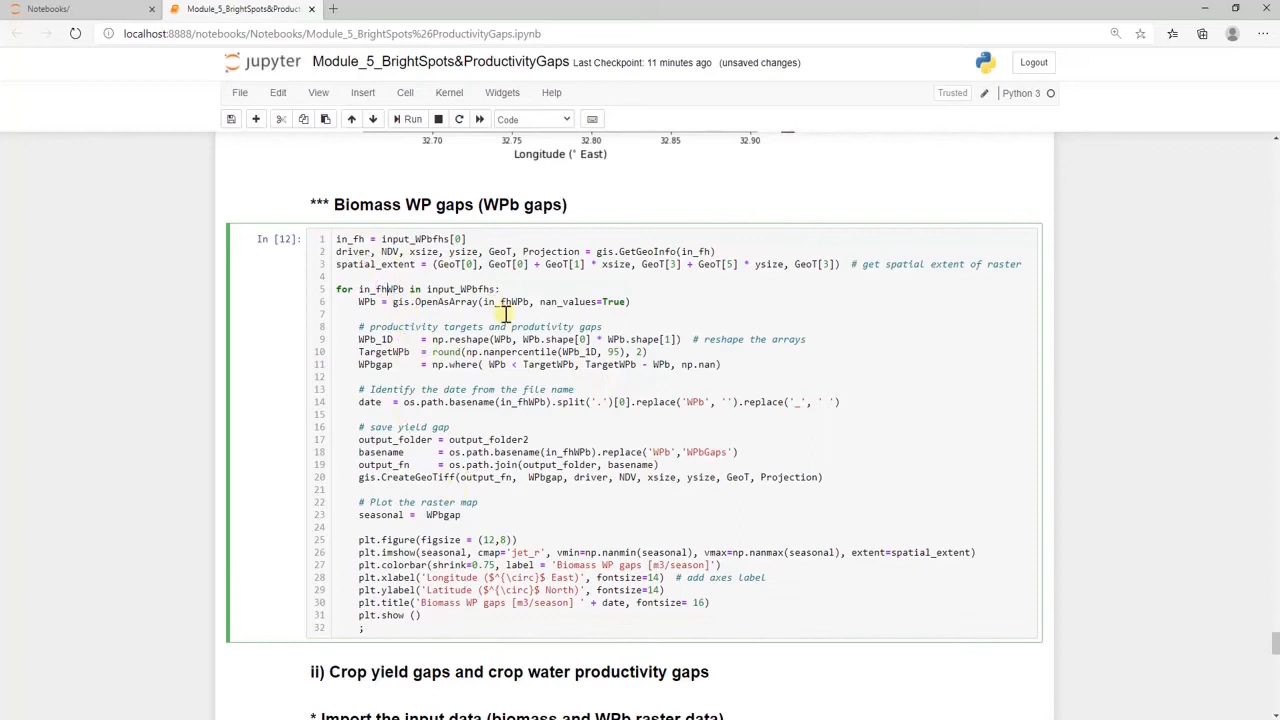 Notebooks/
Module_5_BrightSpots&Product
localhost:8888/notebooks/Notebooks/Module_5_BrightSpots%26ProductivityGaps.ipynb
jupyter Module_5_BrightSpots&ProductivityGaps Last Checkpoint: 11 minutes ago (unsaved changes) Logout
File Edit View Insert Cell Kernel Widgets Help Trusted Python 3
Run Code
32.70 32.75 32.80 32.85 32.90
Longitude (° East)
*** Biomass WP gaps (WPb gaps)
In [12]:
1 in_fh = input_WPbfhs[0]
2 driver, NDV, xsize, ysize, GeoT, Projection = gis.GetGeoInfo(in_fh)
3 spatial_extent = (GeoT[0], GeoT[0] + GeoT[1] * xsize, GeoT[3] + GeoT[5] * ysize, GeoT[3]) # get spatial extent of raster
4
5 for in_fhWPb in input_WPbfhs:
6 WPb = gis.OpenAsArray(in_fhWPb, nan_values=True)
7
8 # productivity targets and produtivity gaps
9 WPb_1D = np.reshape(WPb, WPb.shape[0] * WPb.shape[1]) # reshape the arrays
10 TargetWPb = round(np.nanpercentile(WPb_1D, 95), 2)
11 WPbgap = np.where( WPb < TargetWPb, TargetWPb - WPb, np.nan)
12
13 # Identify the date from the file name
14 date = os.path.basename(in_fhWPb).split('.')[0].replace('WPb', '').replace('_', ' ')
15
16 # save yield gap
17 output_folder = output_folder2
18 basename = os.path.basename(in_fhWPb).replace('WPb','WPbGaps')
19 output_fn = os.path.join(output_folder, basename)
20 gis.CreateGeoTiff(output_fn, WPbgap, driver, NDV, xsize, ysize, GeoT, Projection)
21
22 # Plot the raster map
23 seasonal = WPbgap
24
25 plt.figure(figsize = (12,8))
26 plt.imshow(seasonal, cmap='jet_r', vmin=np.nanmin(seasonal), vmax=np.nanmax(seasonal), extent=spatial_extent)
27 plt.colorbar(shrink=0.75, label = 'Biomass WP gaps [m3/season]')
28 plt.xlabel('Longitude ($^{\circ}$ East)', fontsize=14) # add axes label
29 plt.ylabel('Latitude ($^{\circ}$ North)', fontsize=14)
30 plt.title('Biomass WP gaps [m3/season] ' + date, fontsize= 16)
31 plt.show ()
32 ;
ii) Crop yield gaps and crop water productivity gaps
* Import the input data (biomass and WPb raster data)